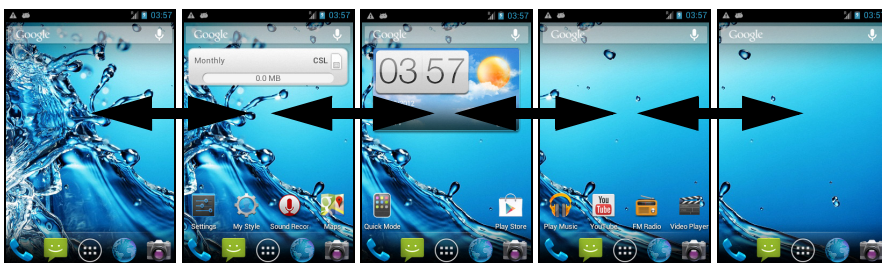 03:57 03:57 03:57 03:57 03:57
Google Google Google Google Google
Monthly CSL
0.0 MB
03 57
Settings My Style Sound Recor Maps Quick Mode Play Store Play Music YouTube FM Radio Video Player
You
Tube